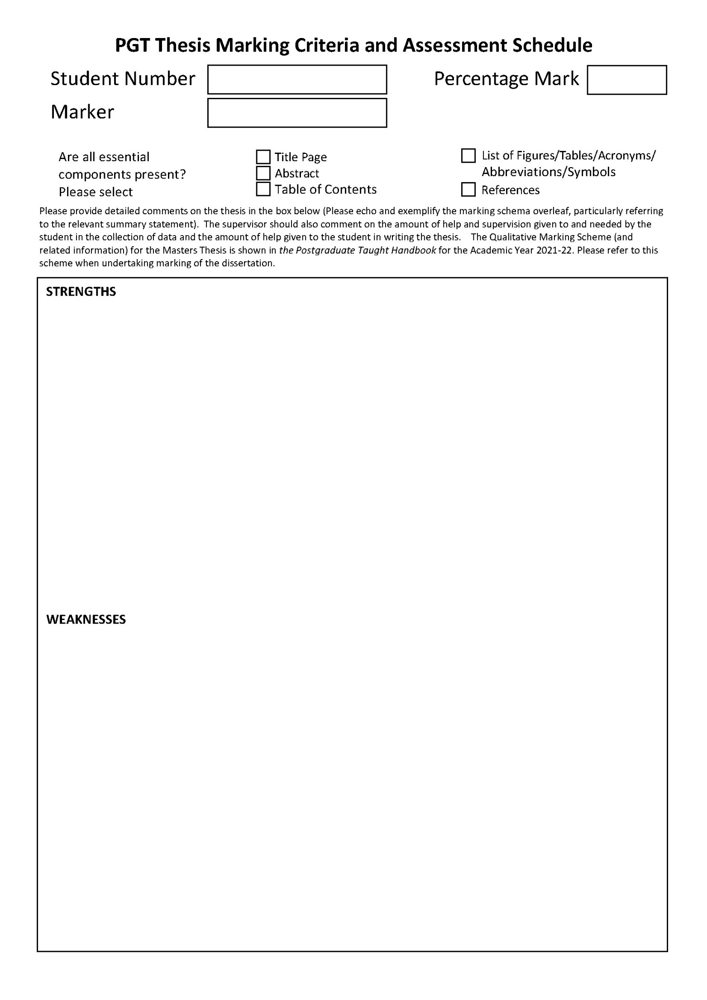 PGT Thesis Marking Criteria and Assessment Schedule
Student Number
Percentage Mark
Marker
Are all essential
components present?
Please select
Title Page
Abstract
Table of Contents
List of Figures/Tables/Acronyms/
Abbreviations/Symbols
References
Please provide detailed comments on the thesis in the box below (Please echo and exemplify the marking schema overleaf, particularly referring
to the relevant summary statement).  The supervisor should also comment on the amount of help and supervision given to and needed by the
student in the collection of data and the amount of help given to the student in writing the thesis.    The Qualitative Marking Scheme (and
related information) for the Masters Thesis is shown in the Postgraduate Taught Handbook for the Academic Year 2021-22. Please refer to this
scheme when undertaking marking of the dissertation.
STRENGTHS
WEAKNESSES